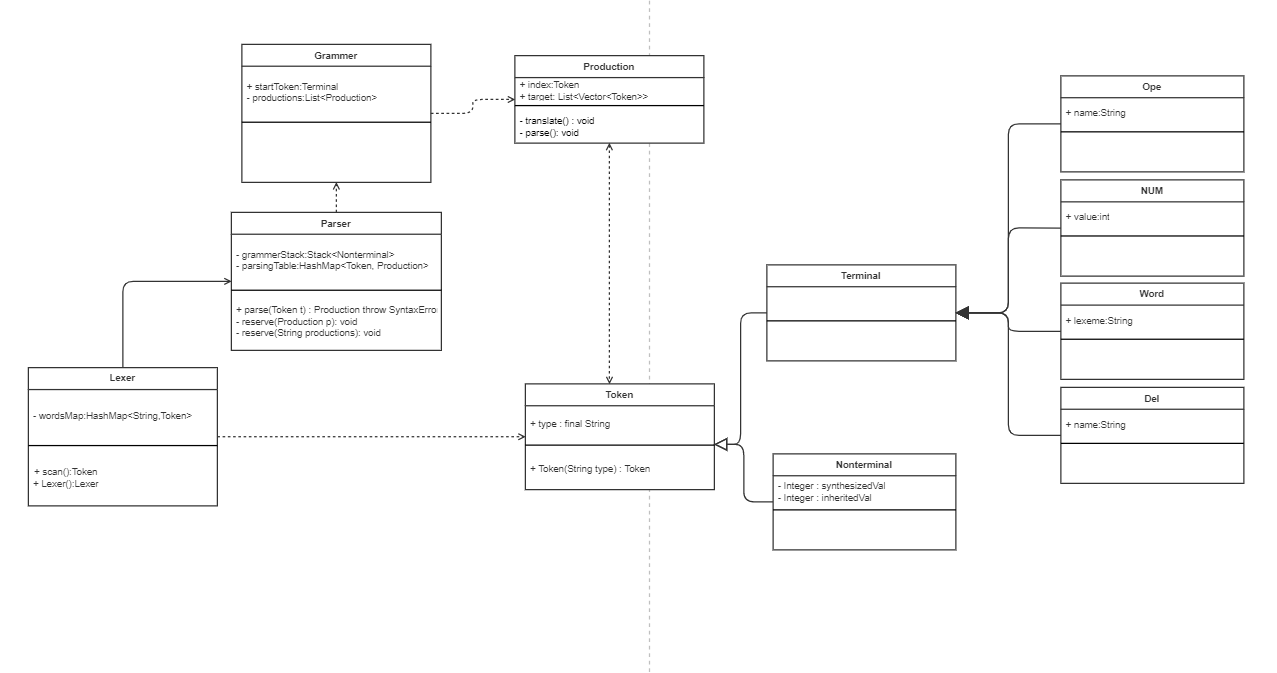 Grammer
+ startToken:Terminal
- productions:List<Production>
Production
+ index:Token
+ target: List<Vector<Token>>
- translate() : void
- parse(): void
Ope
+ name:String
NUM
+ value:int
Word
+ lexeme:String
Del
+ name:String
Parser
- grammerStack:Stack<Nonterminal>
- parsingTable:HashMap<Token, Production>
+ parse(Token t) : Production throw SyntaxErro
- reserve(Production p): void
- reserve(String productions): void
Terminal
Lexer
- wordsMap:HashMap<String,Token>
+ scan():Token
+ Lexer():Lexer
Token
+ type : final String
+ Token(String type) : Token
Nonterminal
- Integer : synthesizedVal
- Integer : inheritedVal